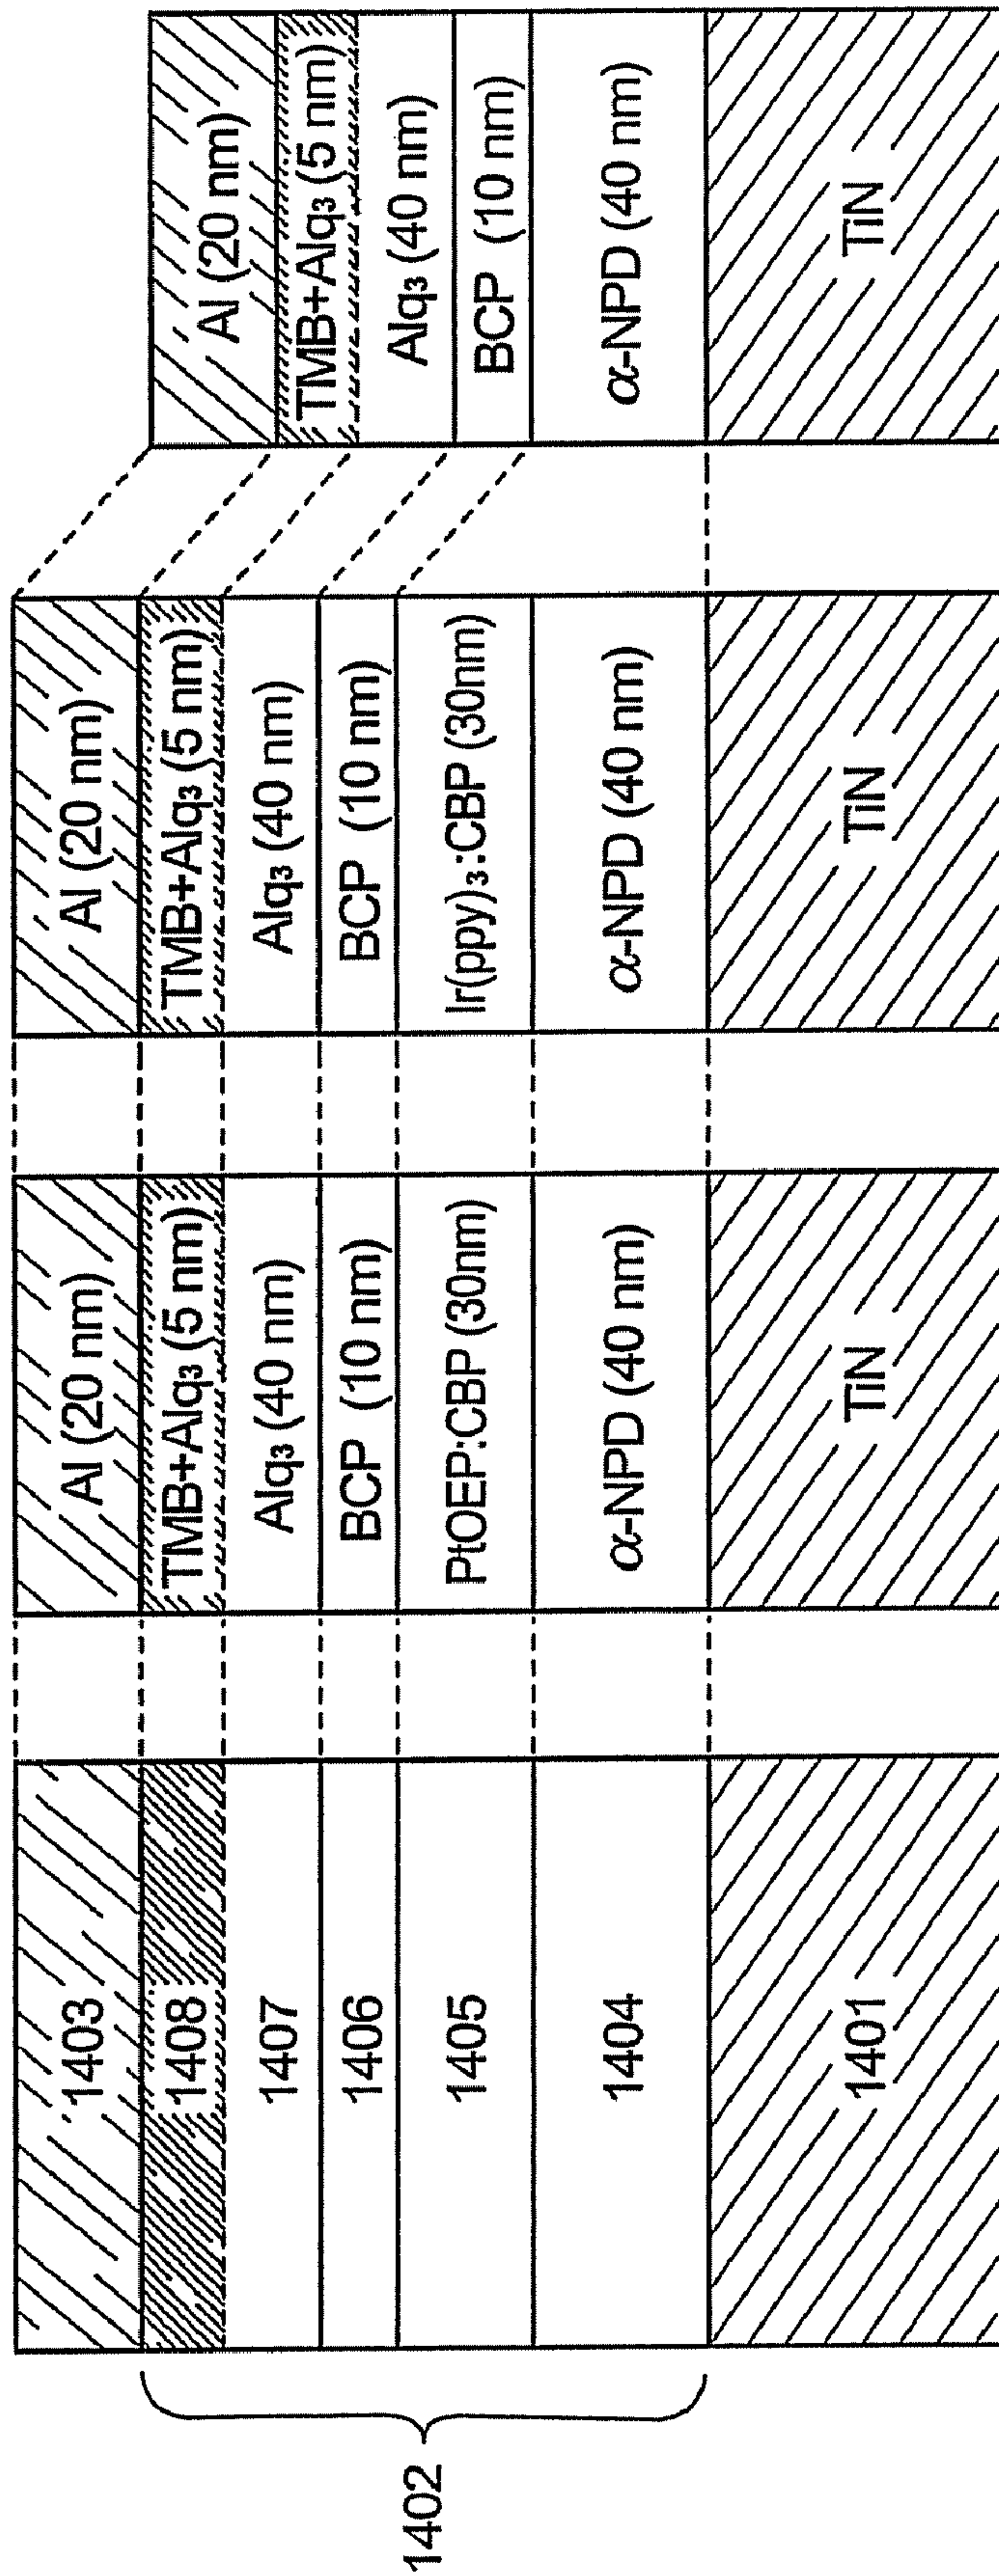 1402
1403
1408
1407
1406
1405
1404
1401
Al (20 nm)
TMB+Alq₃ (5 nm)
Alq₃ (40 nm)
BCP (10 nm)
PtOEP:CBP (30nm)
α-NPD (40 nm)
TiN
Al (20 nm)
TMB+Alq₃ (5 nm)
Alq₃ (40 nm)
BCP (10 nm)
Ir(ppy)₃:CBP (30nm)
α-NPD (40 nm)
TiN
Al (20 nm)
TMB+Alq₃ (5 nm)
Alq₃ (40 nm)
BCP (10 nm)
α-NPD (40 nm)
TiN